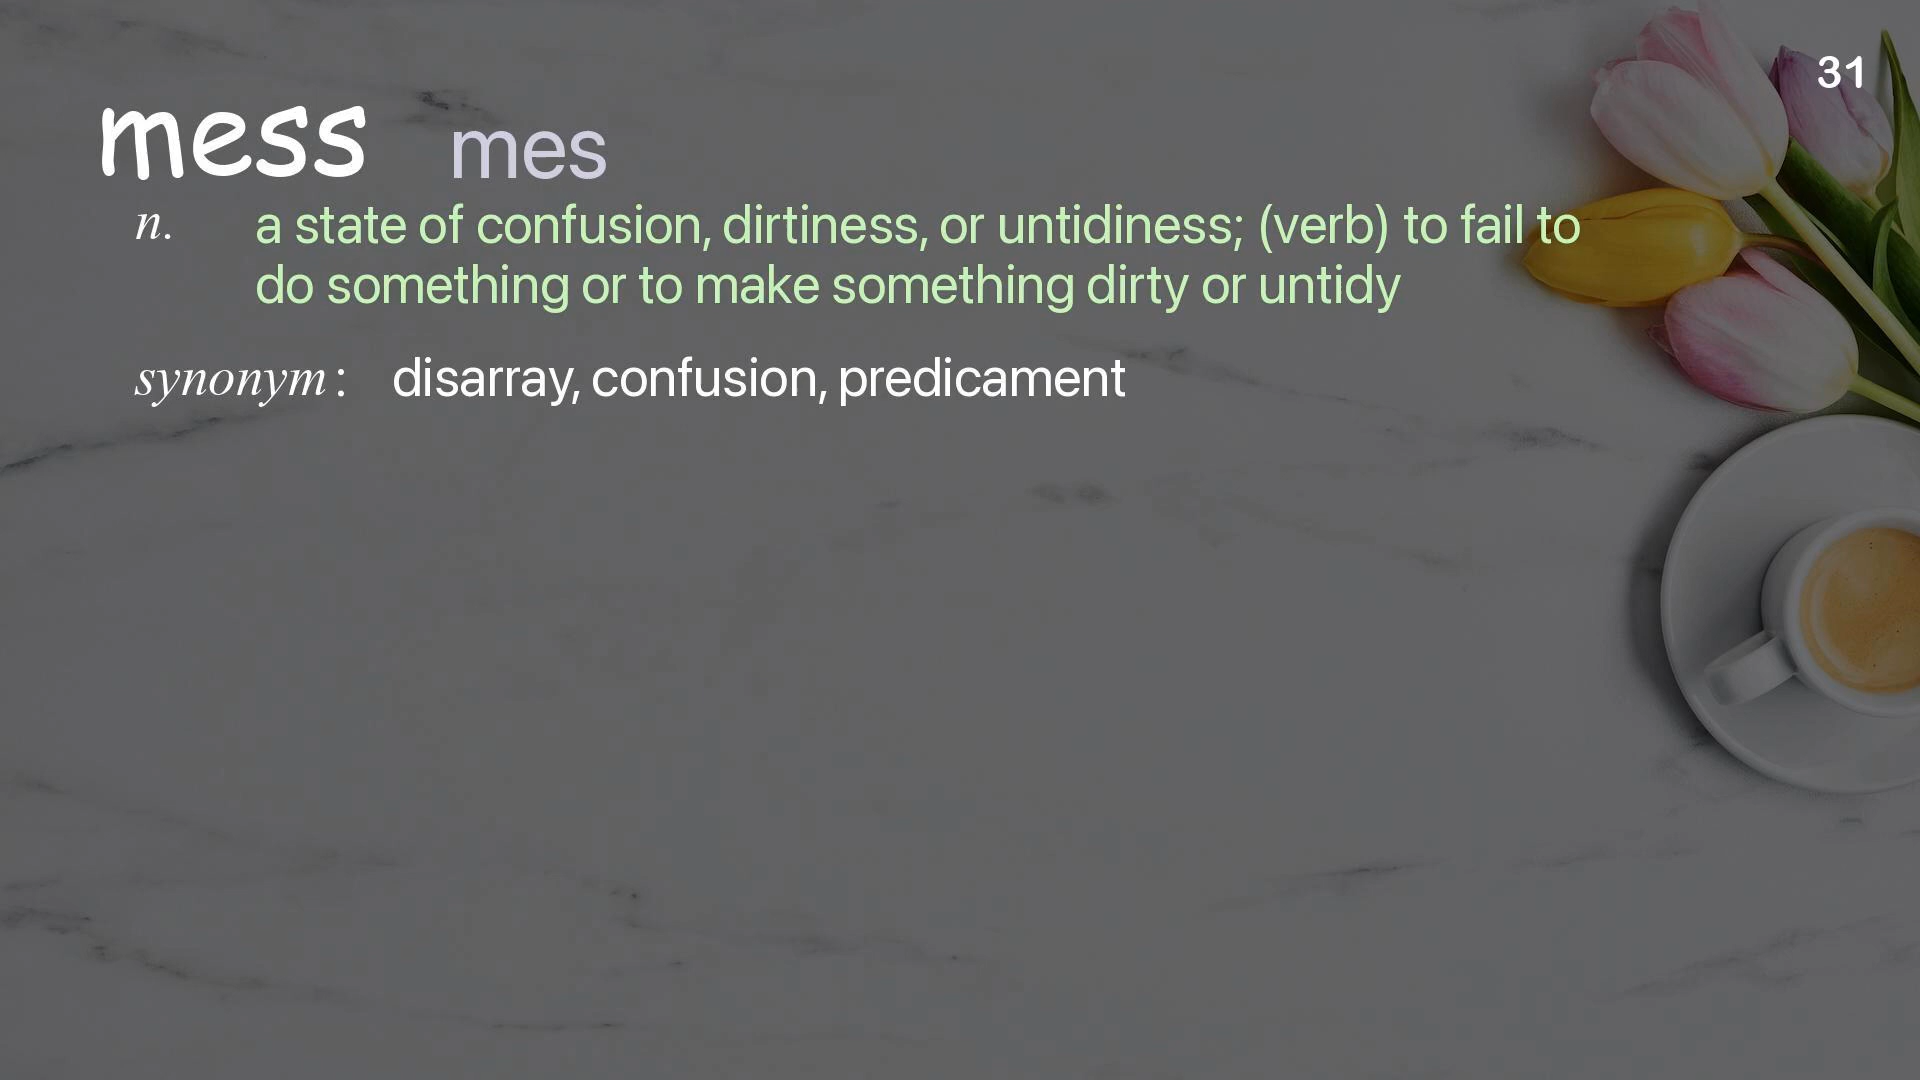 31
mess mes
n. a state of confusion, dirtiness, or untidiness; (verb) to fail to
do something or to make something dirty or untidy
synonym: disarray, confusion, predicament